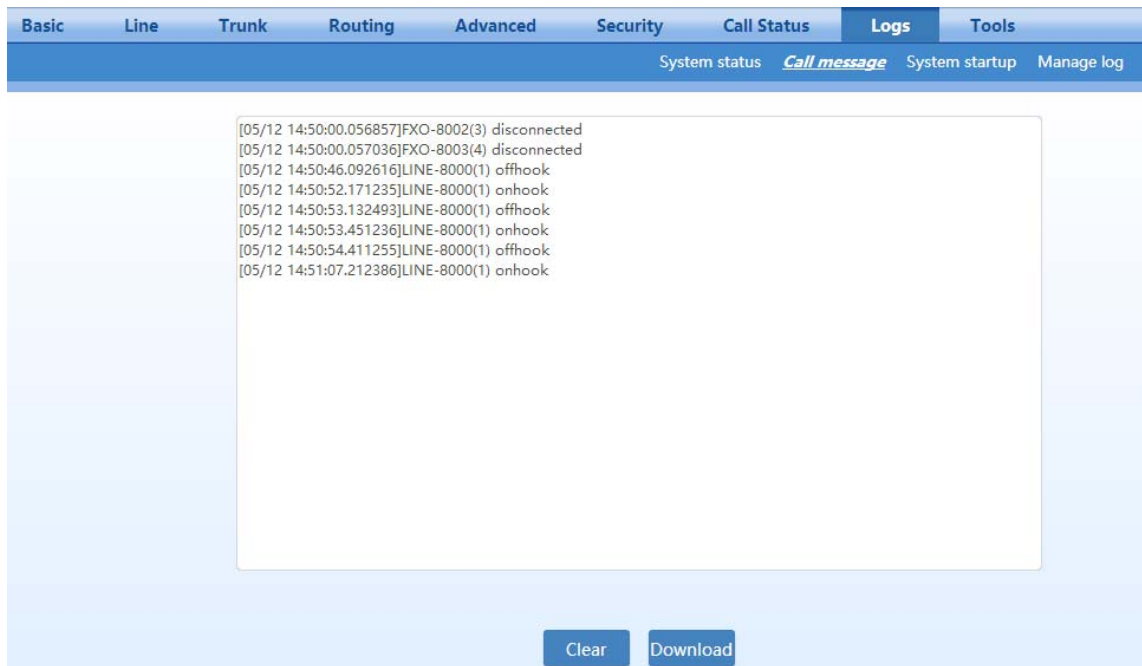 Basic Line Trunk Routing Advanced Security Call Status Logs Tools
System status Call message System startup Manage log
[05/12 14:50:00.056857]FXO-8002(3) disconnected
[05/12 14:50:00.057036]FXO-8003(4) disconnected
[05/12 14:50:46.092616]LINE-8000(1) offhook
[05/12 14:50:52.171235]LINE-8000(1) onhook
[05/12 14:50:53.132493]LINE-8000(1) offhook
[05/12 14:50:53.451236]LINE-8000(1) onhook
[05/12 14:50:54.411255]LINE-8000(1) offhook
[05/12 14:51:07.212386]LINE-8000(1) onhook
Clear Download